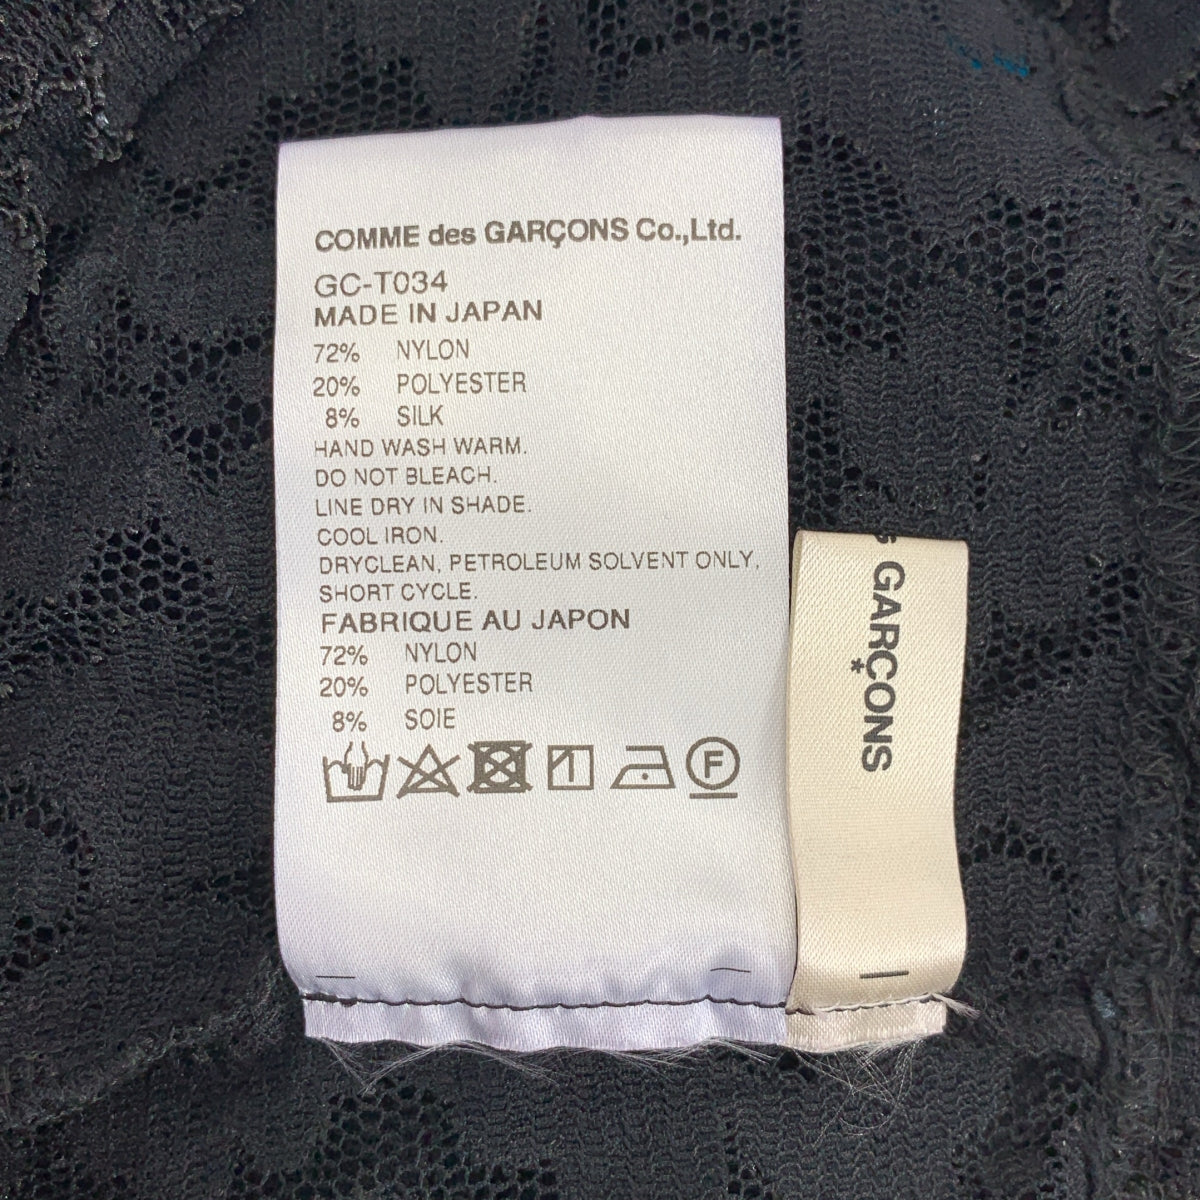 COMME des GARÇONS Co.,Ltd.
GC-T034
MADE IN JAPAN
72% NYLON
20% POLYESTER
8% SILK
HAND WASH WARM.
DO NOT BLEACH.
LINE DRY IN SHADE.
COOL IRON.
DRYCLEAN, PETROLEUM SOLVENT ONLY,
SHORT CYCLE.
FABRIQUE AU JAPON
72% NYLON
20% POLYESTER
8% SOIE
F
GARÇONS